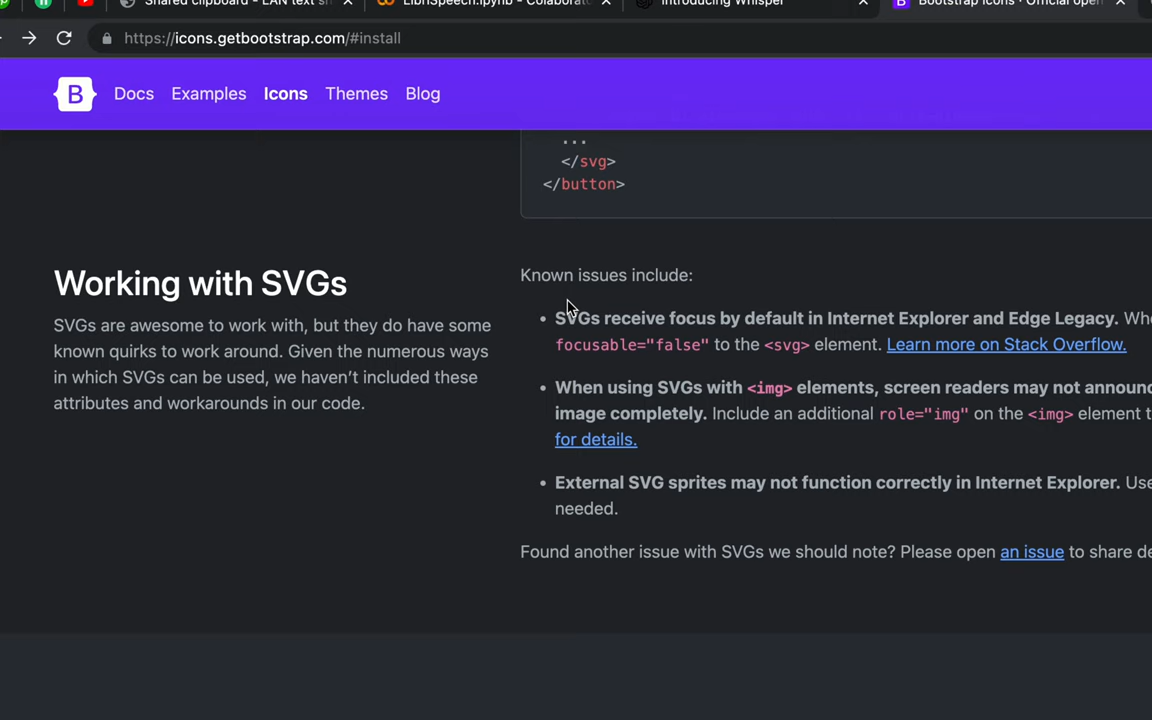 Shared clipboard - LAN text sh
LibriSpeech.ipynb - Colaborato
Introducing Whisper
Bootstrap Icons · Official open
https://icons.getbootstrap.com/#install
B Docs Examples Icons Themes Blog
...
</svg>
</button>
Working with SVGs
SVGs are awesome to work with, but they do have some
known quirks to work around. Given the numerous ways
in which SVGs can be used, we haven’t included these
attributes and workarounds in our code.
Known issues include:
• SVGs receive focus by default in Internet Explorer and Edge Legacy. Whe
focusable="false" to the <svg> element. Learn more on Stack Overflow.
• When using SVGs with <img> elements, screen readers may not announc
image completely. Include an additional role="img" on the <img> element t
for details.
• External SVG sprites may not function correctly in Internet Explorer. Use
needed.
Found another issue with SVGs we should note? Please open an issue to share de